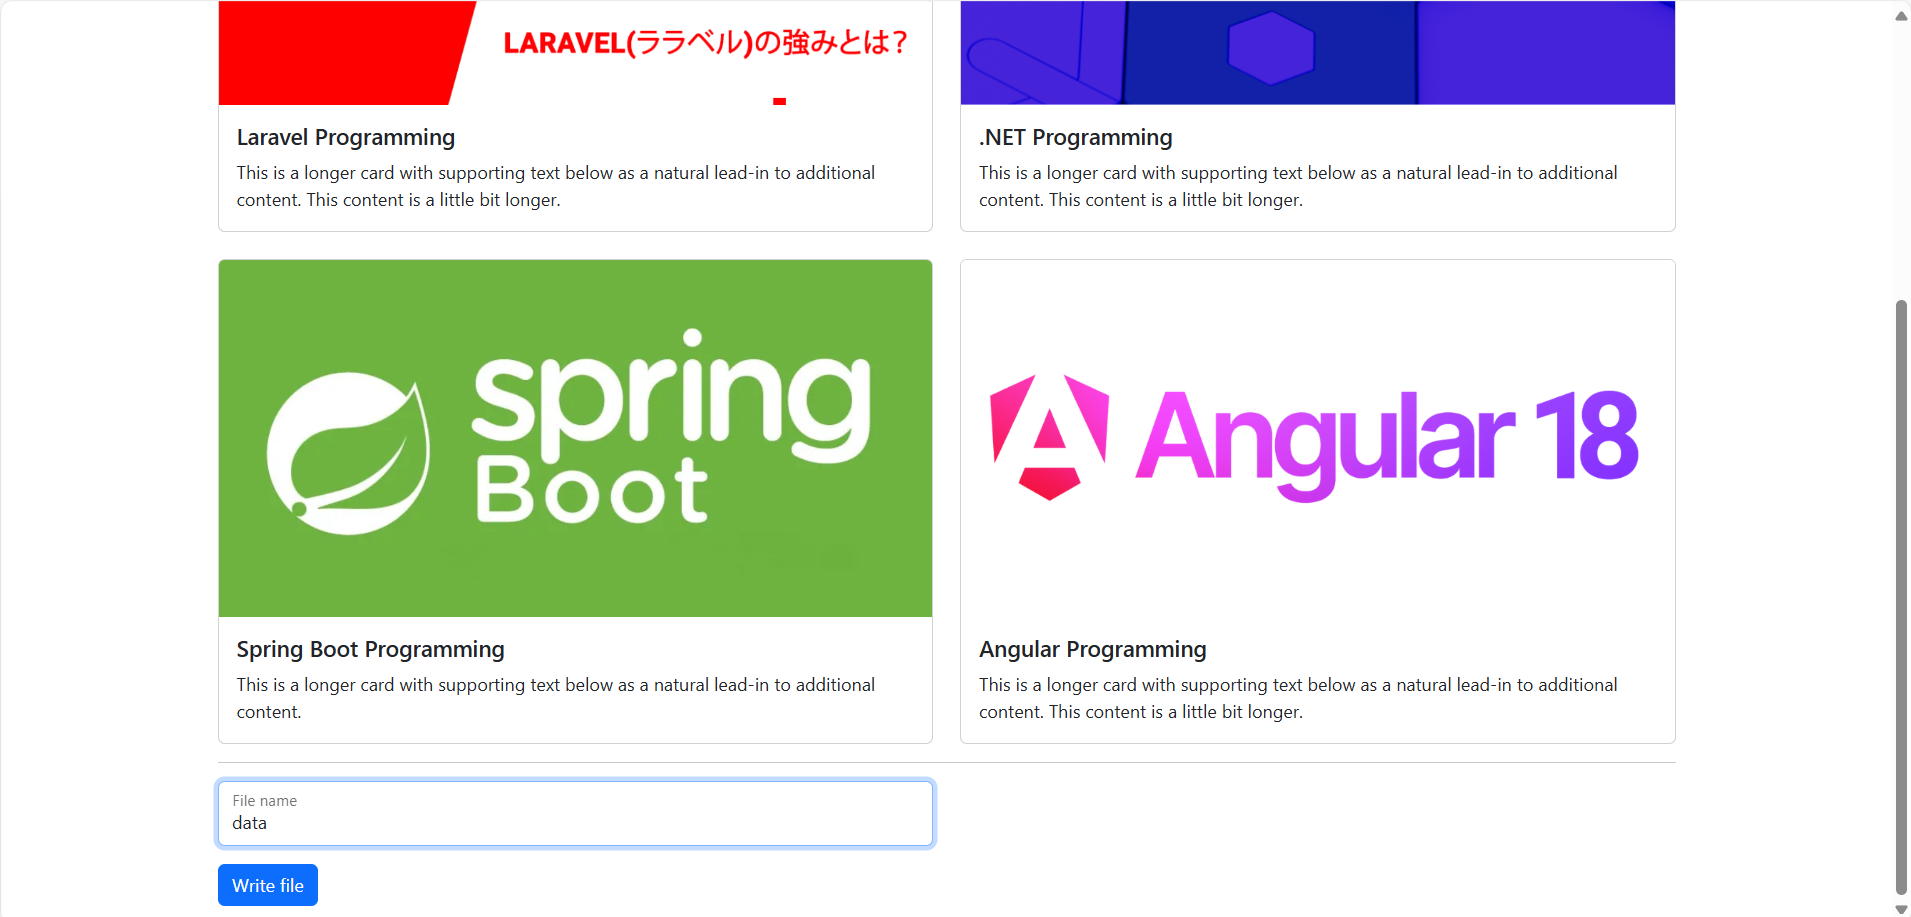 LARAVEL(ララベル)の強みとは?
Laravel Programming
This is a longer card with supporting text below as a natural lead-in to additional
content. This content is a little bit longer.
.NET Programming
This is a longer card with supporting text below as a natural lead-in to additional
content. This content is a little bit longer.
spring
Boot
Spring Boot Programming
This is a longer card with supporting text below as a natural lead-in to additional
content.
Angular 18
Angular Programming
This is a longer card with supporting text below as a natural lead-in to additional
content. This content is a little bit longer.
File name
data
Write file